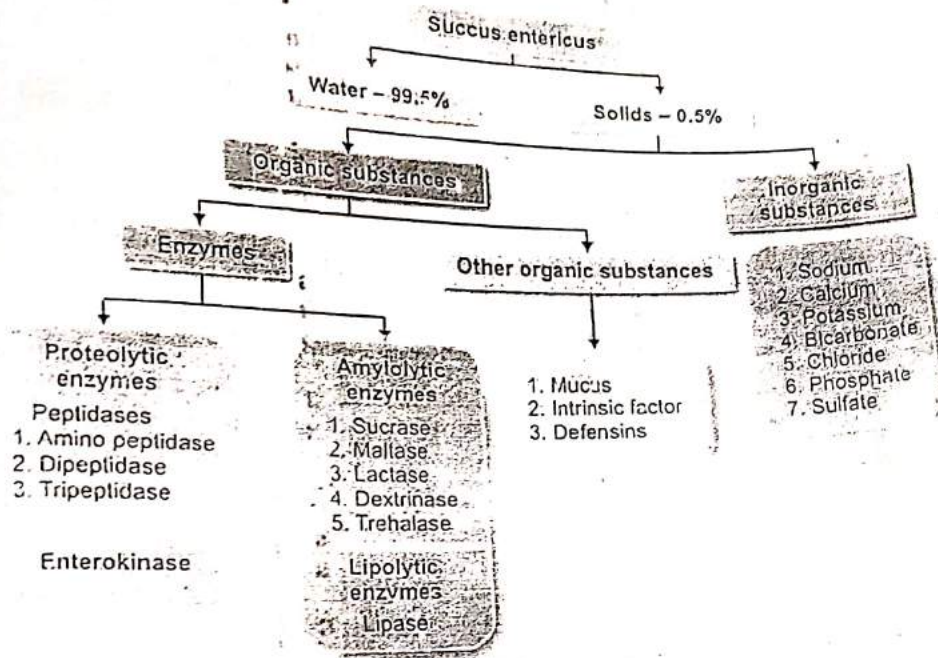 Succus entericus
Water – 99.5%
Solids – 0.5%
Organic substances
Inorganic
substances
Enzymes
Other organic substances
1. Sodium
2. Calcium
3. Potassium
4. Bicarbonate
5. Chloride
6. Phosphate
7. Sulfate
Proteolytic
enzymes
Peptidases
1. Amino peptidase
2. Dipeptidase
3. Tripeptidase
Enterokinase
Amylolytic
enzymes
1. Sucrase
2. Maltase
3. Lactase
4. Dextrinase
5. Trehalase
Lipolytic
enzymes
Lipase
1. Mucus
2. Intrinsic factor
3. Defensins